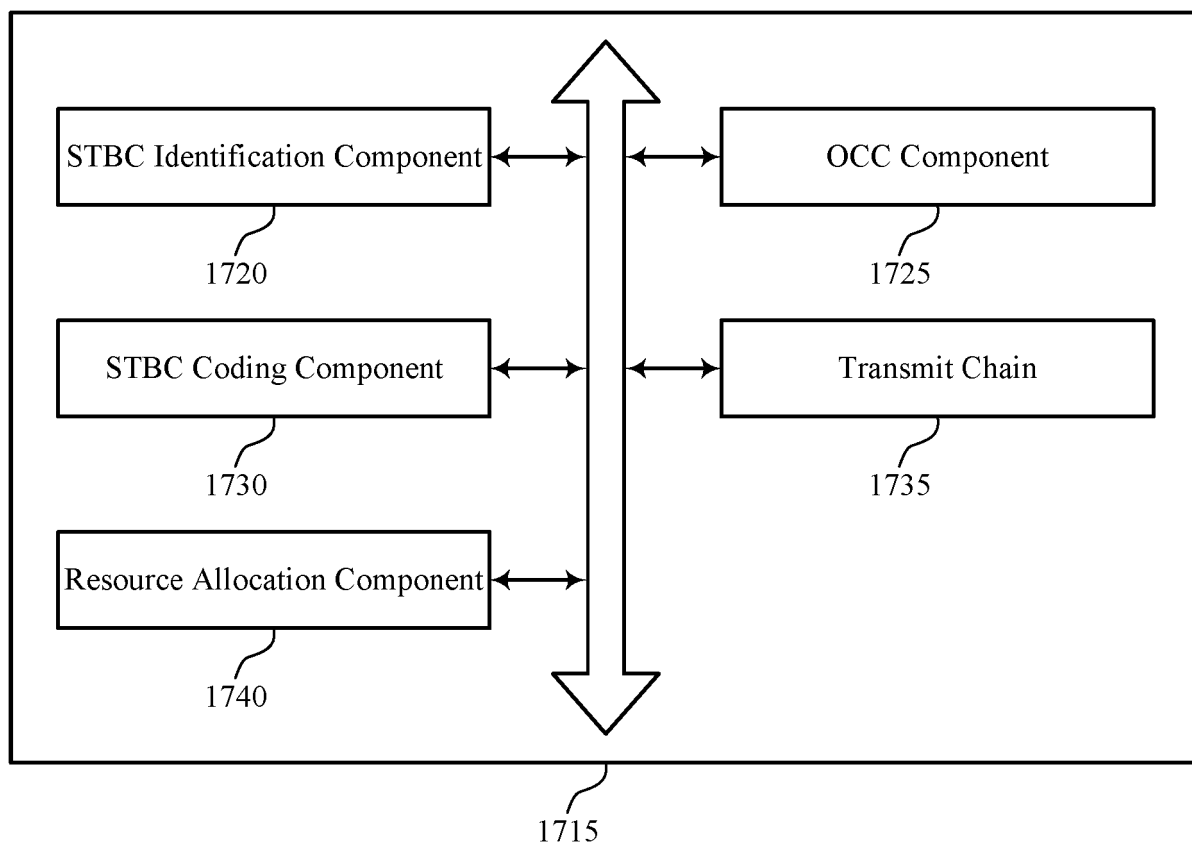 STBC Identification Component
OCC Component
1720
1725
STBC Coding Component
Transmit Chain
1730
1735
Resource Allocation Component
1740
1715